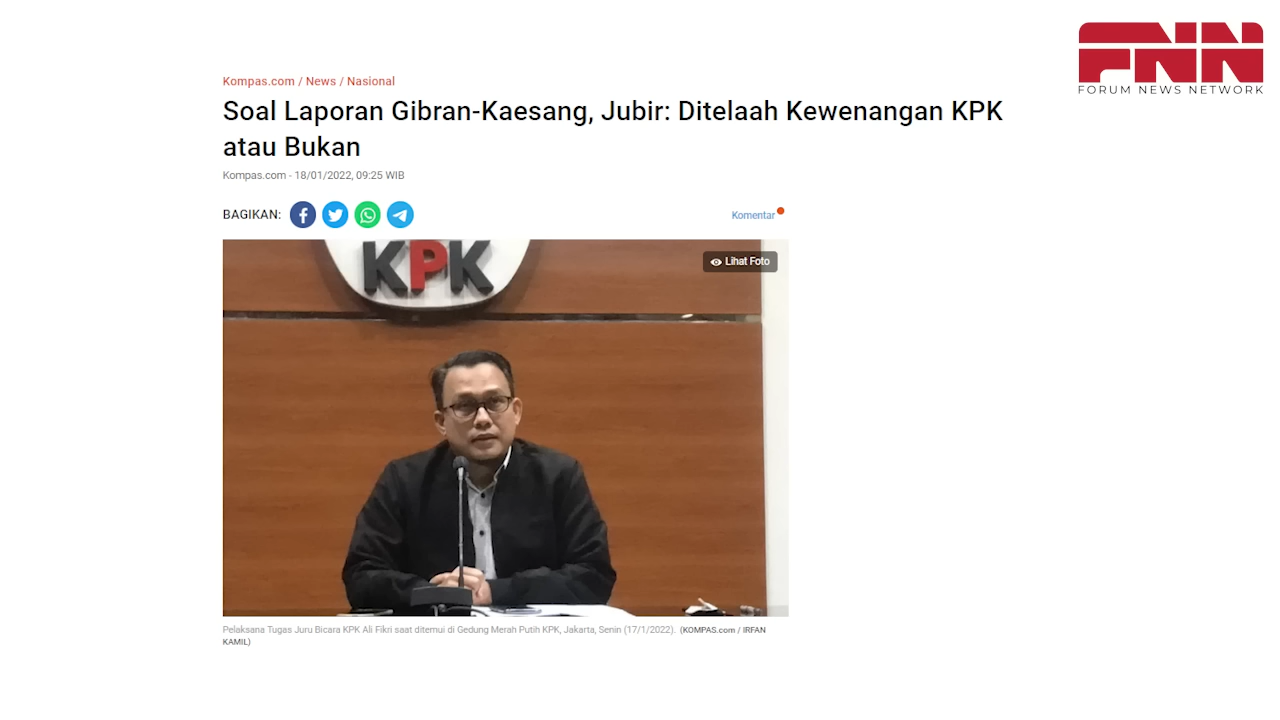 FNN
FORUM NEWS NETWORK
Kompas.com / News / Nasional
Soal Laporan Gibran-Kaesang, Jubir: Ditelaah Kewenangan KPK
atau Bukan
Kompas.com - 18/01/2022, 09:25 WIB
BAGIKAN:
Komentar
Lihat Foto
KPK
Pelaksana Tugas Juru Bicara KPK Ali Fikri saat ditemui di Gedung Merah Putih KPK, Jakarta, Senin (17/1/2022). (KOMPAS.com / IRFAN
KAMIL)